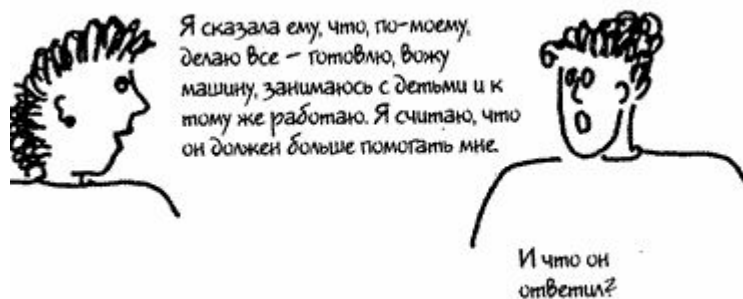 Я сказала ему, что, по-моему,
делаю все – готовлю, вожу
машину, занимаюсь с детьми и к
тому же работаю. Я считаю, что
он должен больше помогать мне.
И что он
ответил?